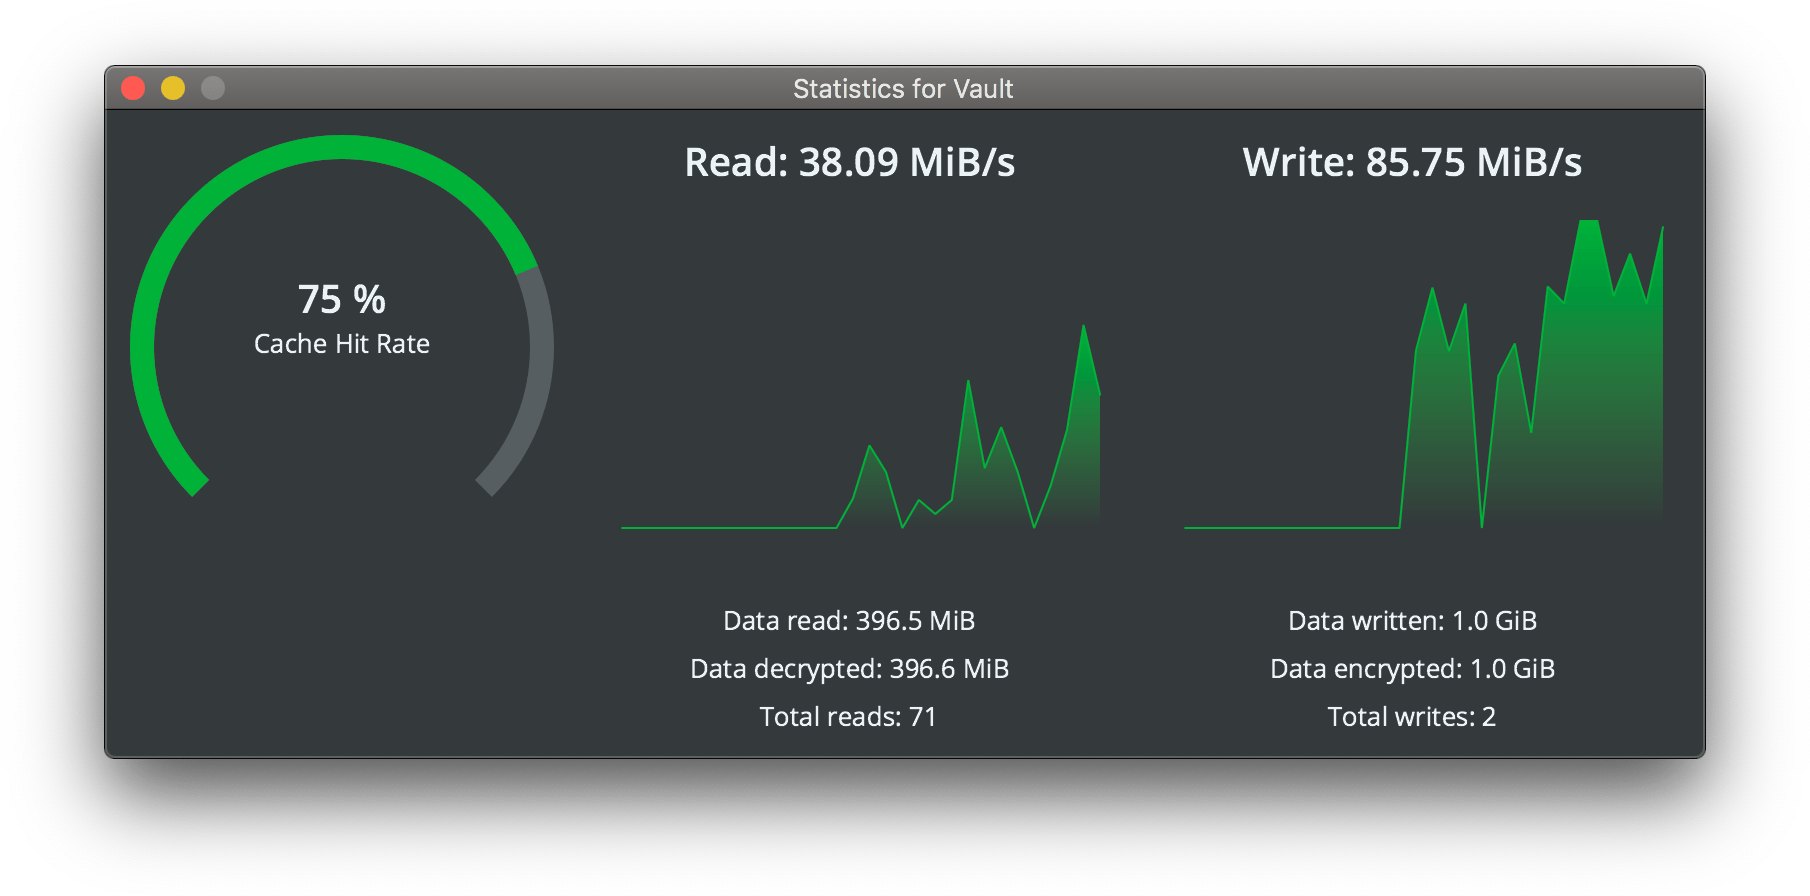 Statistics for Vault
75 %
Cache Hit Rate
Read: 38.09 MiB/s
Data read: 396.5 MiB
Data decrypted: 396.6 MiB
Total reads: 71
Write: 85.75 MiB/s
Data written: 1.0 GiB
Data encrypted: 1.0 GiB
Total writes: 2